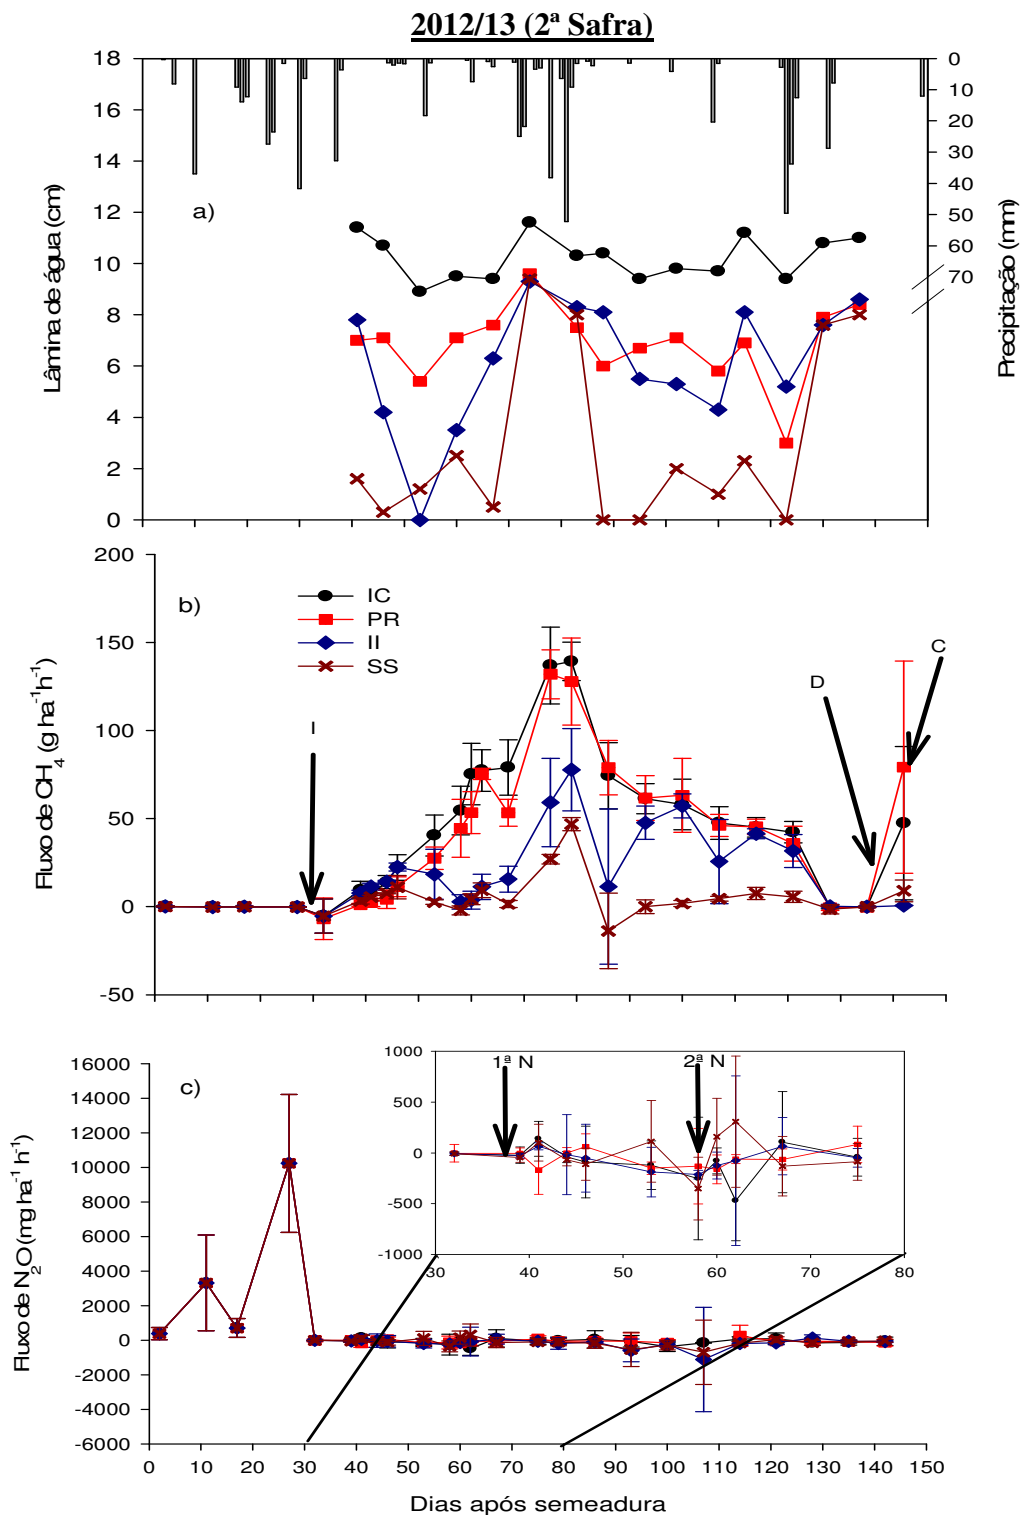 2012/13 (2ª Safra)
18
16
14
12
10
8
6
4
2
0
Lâmina de água (cm)
a)
0
10
20
30
40
50
60
70
Precipitação (mm)
200
150
100
50
0
-50
Fluxo de CH4 (g ha-1h-1)
b)
IC
PR
II
SS
I
D
C
16000
14000
12000
10000
8000
6000
4000
2000
0
-2000
-4000
-6000
Fluxo de N2O (mg ha-1 h-1)
c)
1000
500
0
-500
-1000
1ª N
2ª N
30 40 50 60 70 80
0 10 20 30 40 50 60 70 80 90 100 110 120 130 140 150
Dias após semeadura